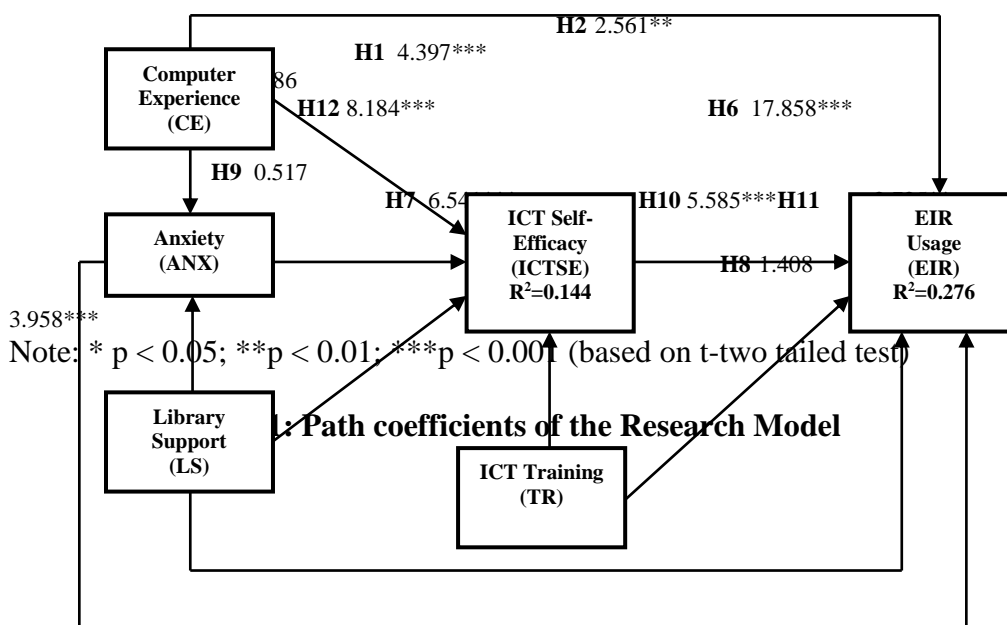 H2 2.561**
H1 4.397***
Computer
Experience
(CE)
86
H12 8.184***
H6 17.858***
H9 0.517
H7 6.54
H10 5.585***H11
ICT Self-
Efficacy
(ICTSE)
R²=0.144
EIR
Usage
(EIR)
R²=0.276
Anxiety
(ANX)
H8 1.408
3.958***
Note: * p < 0.05; **p < 0.01; ***p < 0.001 (based on t-two tailed test)
Library
Support
(LS)
1: Path coefficients of the Research Model
ICT Training
(TR)